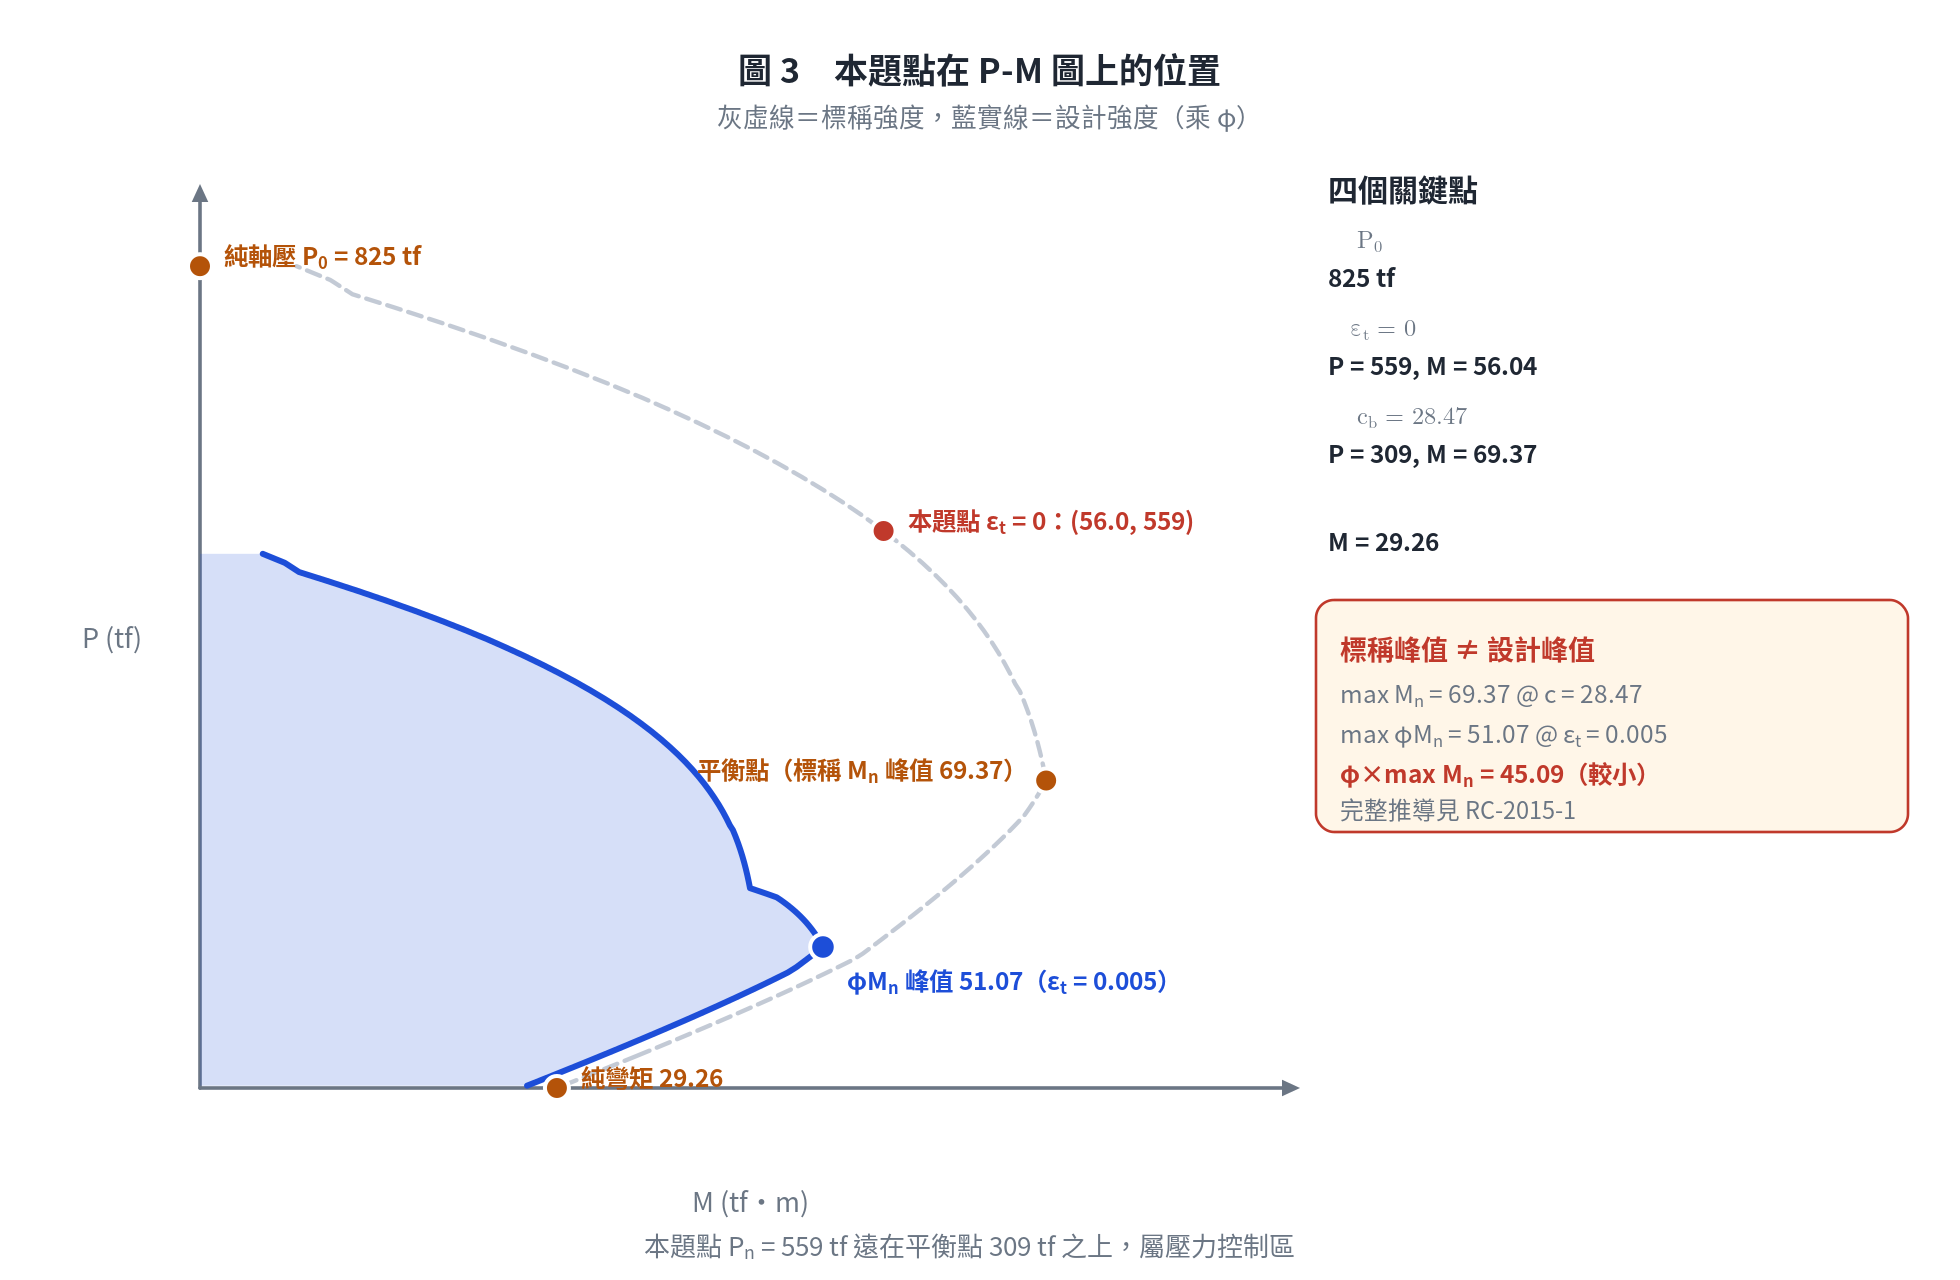 圖 3　本題點在 P-M 圖上的位置
灰虛線＝標稱強度，藍實線＝設計強度（乘 φ）
純軸壓 P₀ = 825 tf
本題點 εₜ = 0：(56.0, 559)
P (tf)
平衡點（標稱 Mₙ 峰值 69.37）
φMₙ 峰值 51.07（εₜ = 0.005）
純彎矩 29.26
M (tf・m)
本題點 Pₙ = 559 tf 遠在平衡點 309 tf 之上，屬壓力控制區
四個關鍵點
P₀
825 tf
εₜ = 0
P = 559, M = 56.04
c_b = 28.47
P = 309, M = 69.37
M = 29.26
標稱峰值 ≠ 設計峰值
max Mₙ = 69.37 @ c = 28.47
max φMₙ = 51.07 @ εₜ = 0.005
φ×max Mₙ = 45.09（較小）
完整推導見 RC-2015-1